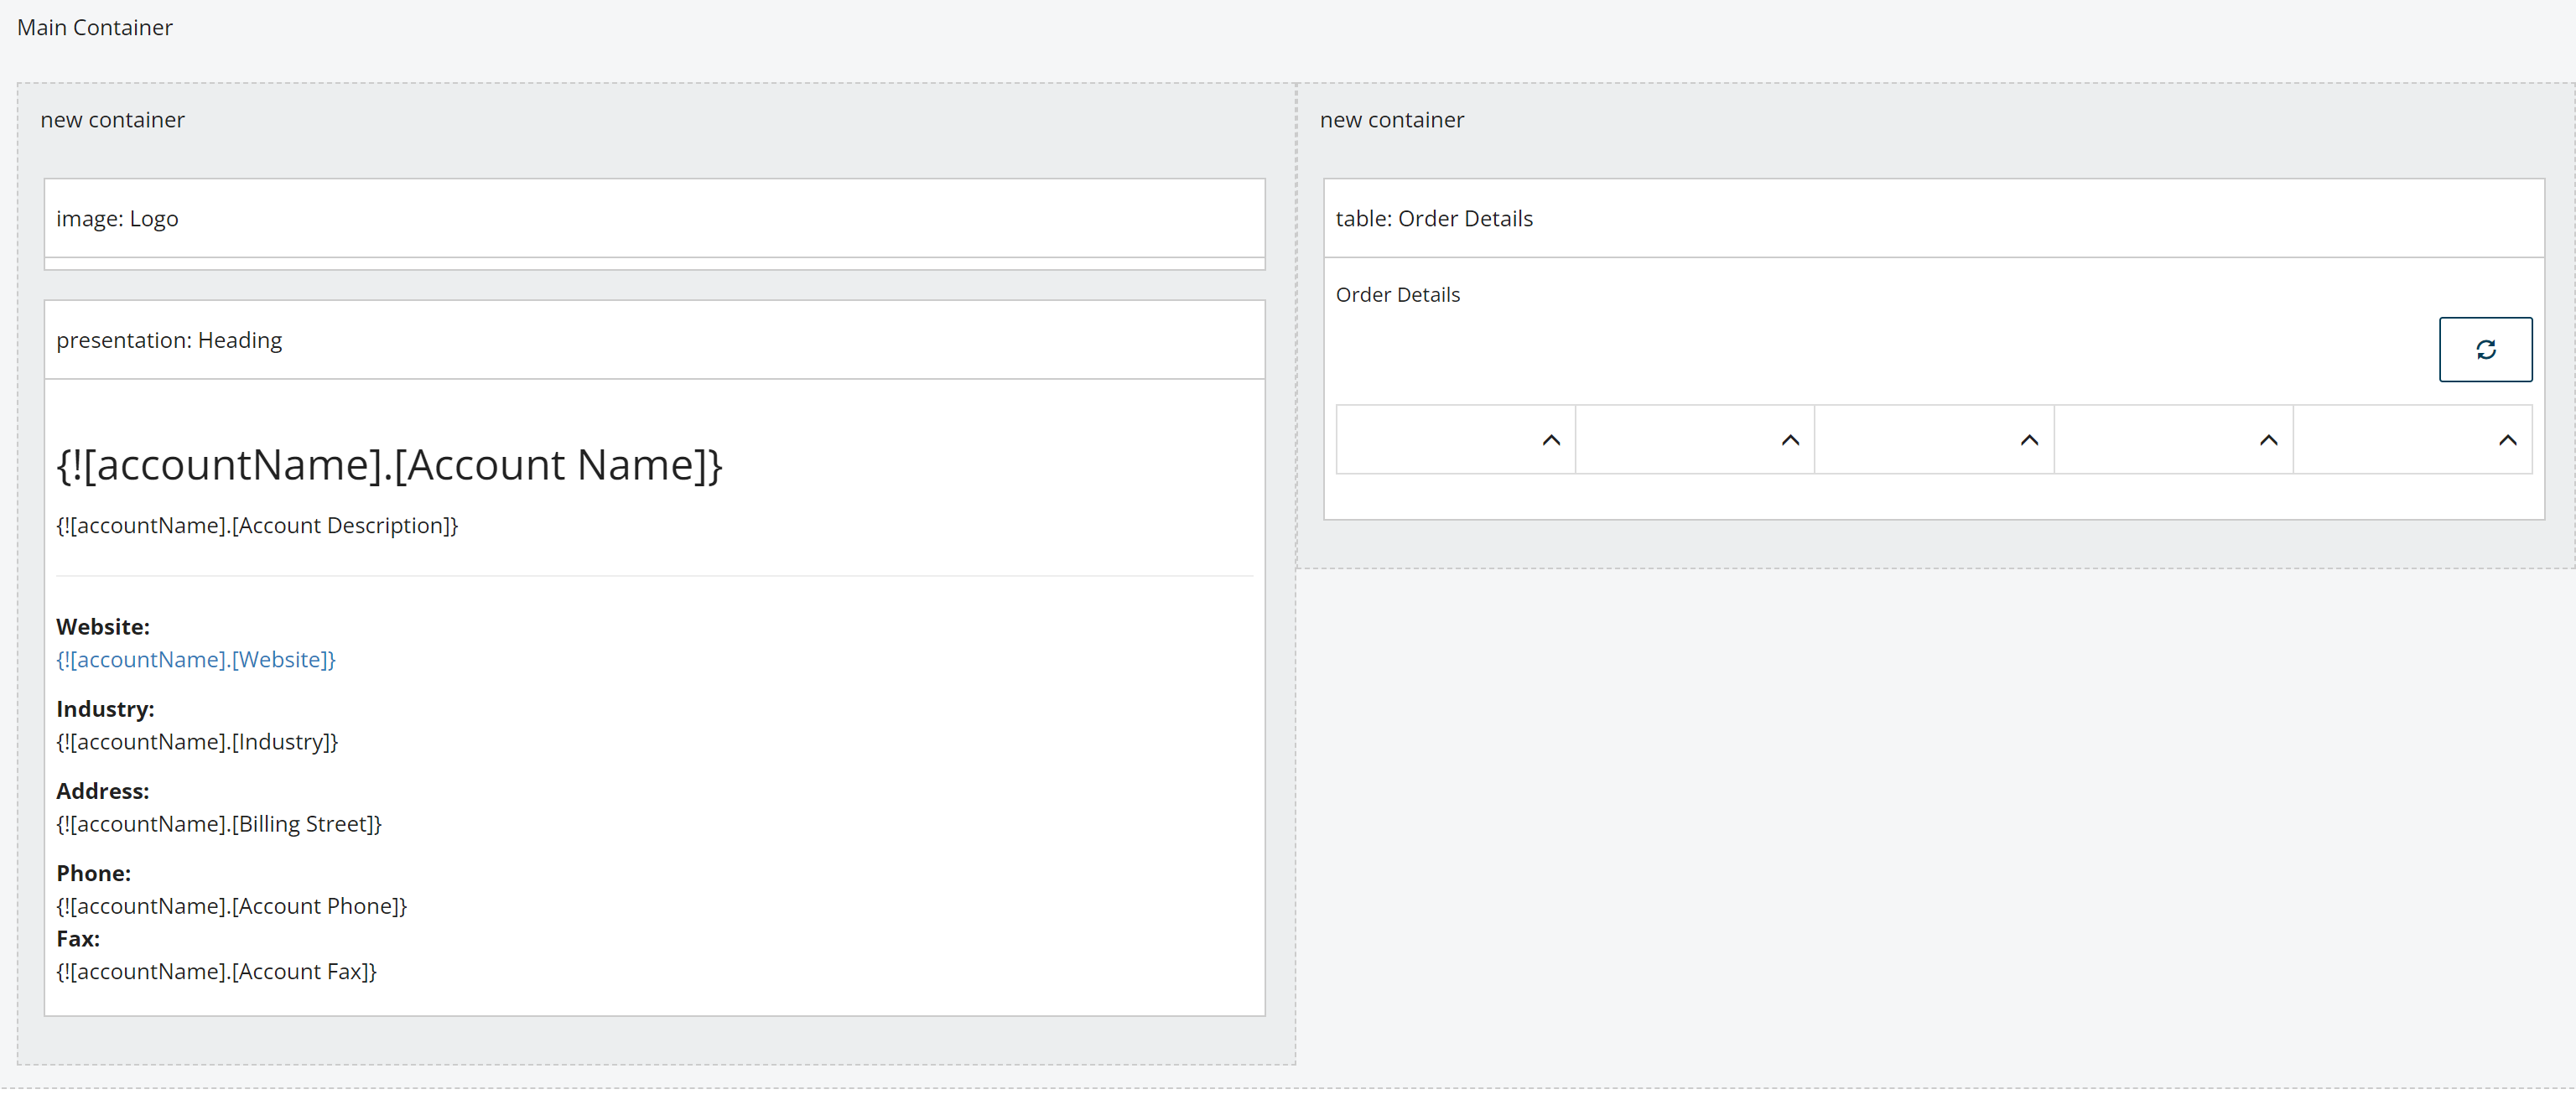 Main Container
new container
image: Logo
presentation: Heading
{![accountName].[Account Name]}
{![accountName].[Account Description]}
Website:
{![accountName].[Website]}
Industry:
{![accountName].[Industry]}
Address:
{![accountName].[Billing Street]}
Phone:
{![accountName].[Account Phone]}
Fax:
{![accountName].[Account Fax]}
new container
table: Order Details
Order Details